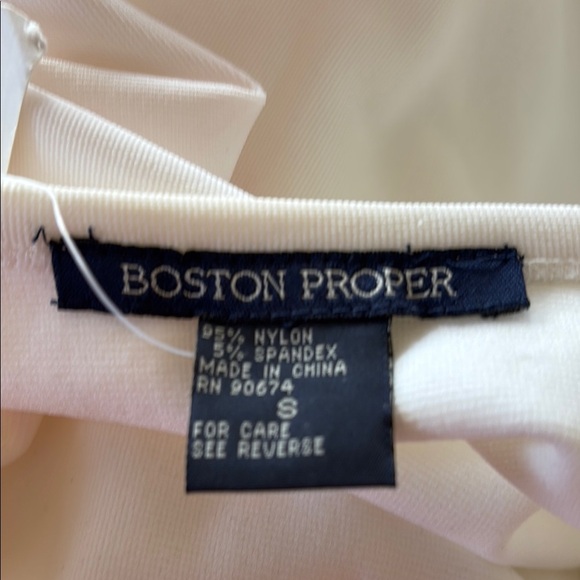 BOSTON PROPER
95% NYLON
5% SPANDEX
MADE IN CHINA
RN 90674
S
FOR CARE
SEE REVERSE